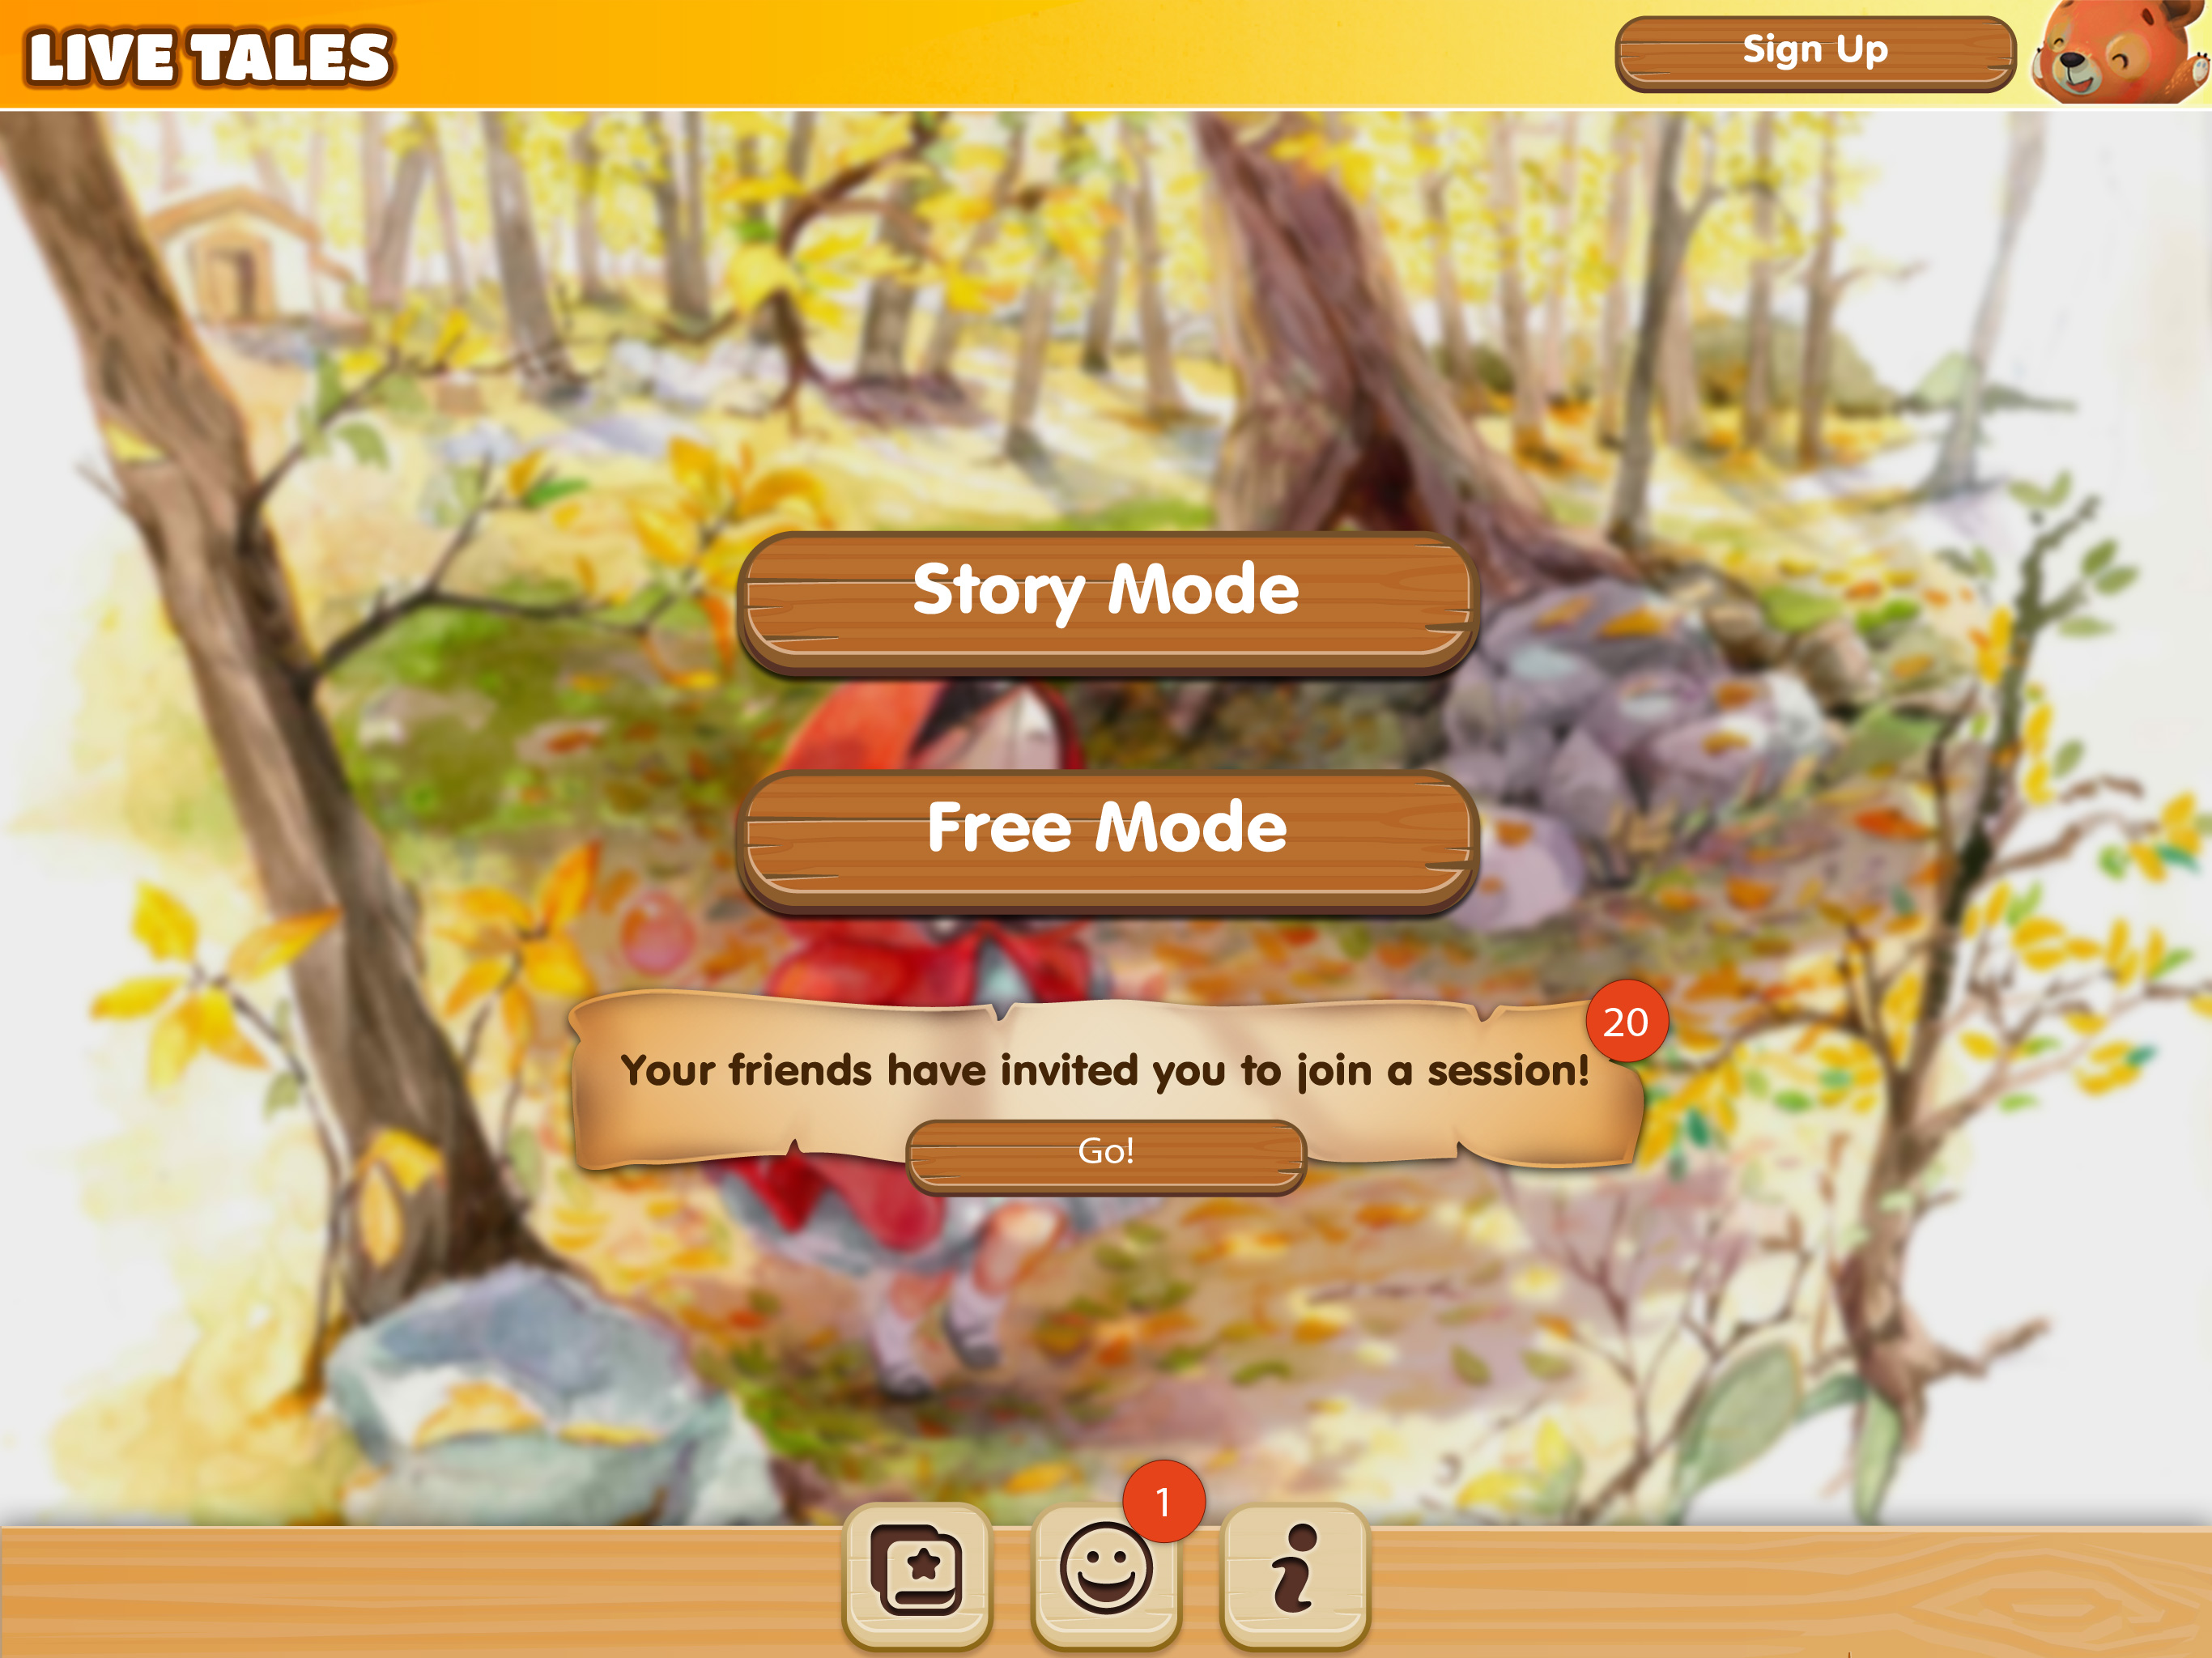 LIVE TALES
Sign Up
Story Mode
Free Mode
20
Your friends have invited you to join a session!
Go!
1